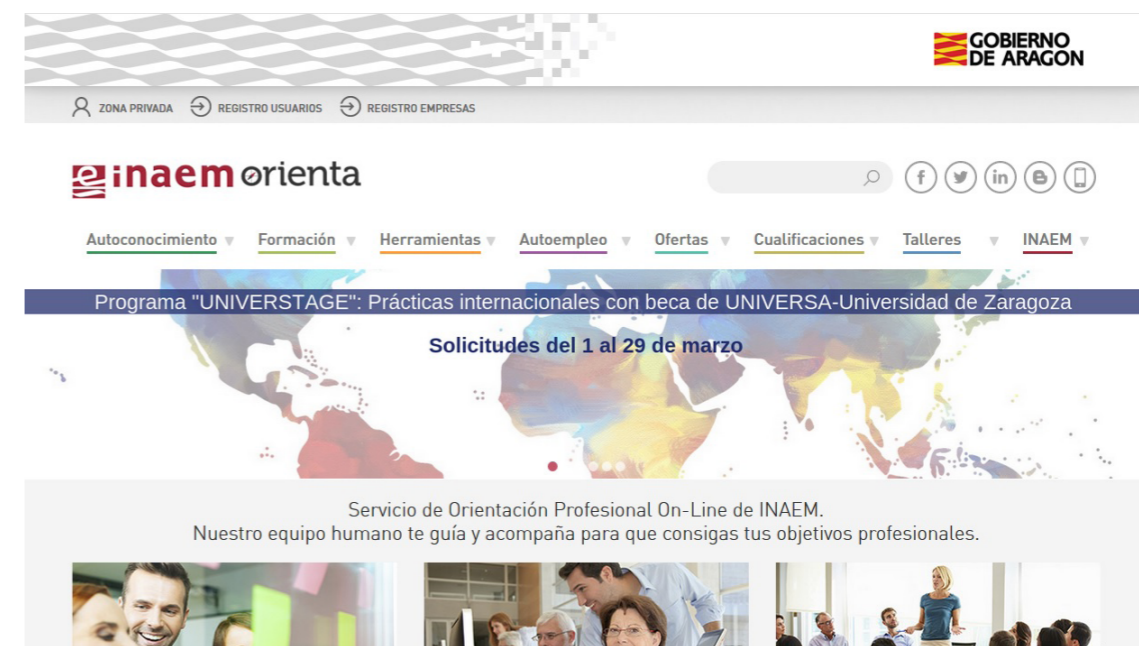 GOBIERNO
DE ARAGON
ZONA PRIVADA REGISTRO USUARIOS REGISTRO EMPRESAS
inaem orienta
Autoconocimiento Formación Herramientas Autoempleo Ofertas Cualificaciones Talleres INAEM
Programa "UNIVERSTAGE": Prácticas internacionales con beca de UNIVERSA-Universidad de Zaragoza
Solicitudes del 1 al 29 de marzo
Servicio de Orientación Profesional On-Line de INAEM.
Nuestro equipo humano te guía y acompaña para que consigas tus objetivos profesionales.